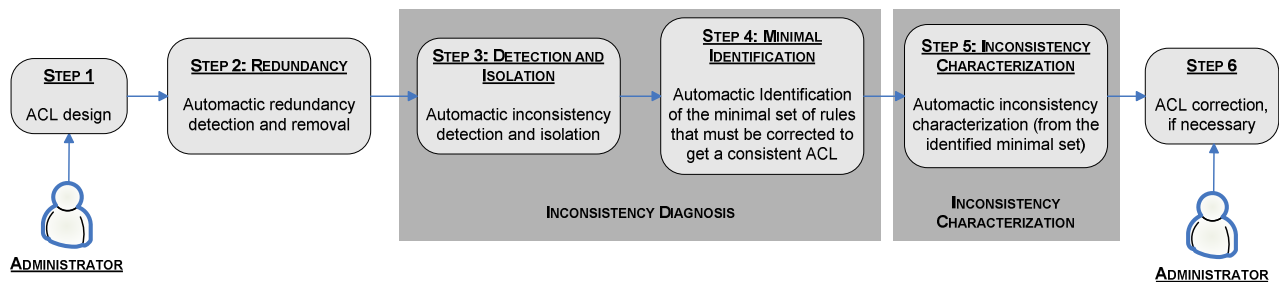 STEP 1
ACL design
ADMINISTRATOR
STEP 2: REDUNDANCY
Automactic redundancy
detection and removal
STEP 3: DETECTION AND
ISOLATION
Automactic inconsistency
detection and isolation
STEP 4: MINIMAL
IDENTIFICATION
Automactic Identification
of the minimal set of rules
that must be corrected to
get a consistent ACL
INCONSISTENCY DIAGNOSIS
STEP 5: INCONSISTENCY
CHARACTERIZATION
Automactic inconsistency
characterization (from the
identified minimal set)
INCONSISTENCY
CHARACTERIZATION
STEP 6
ACL correction,
if necessary
ADMINISTRATOR